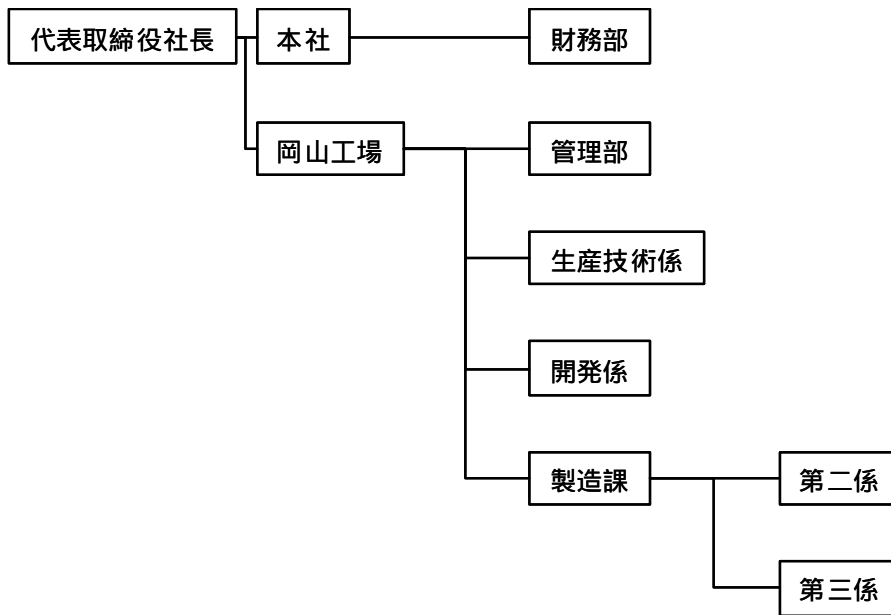 代表取締役社長
本社
財務部
岡山工場
管理部
生産技術係
開発係
製造課
第二係
第三係